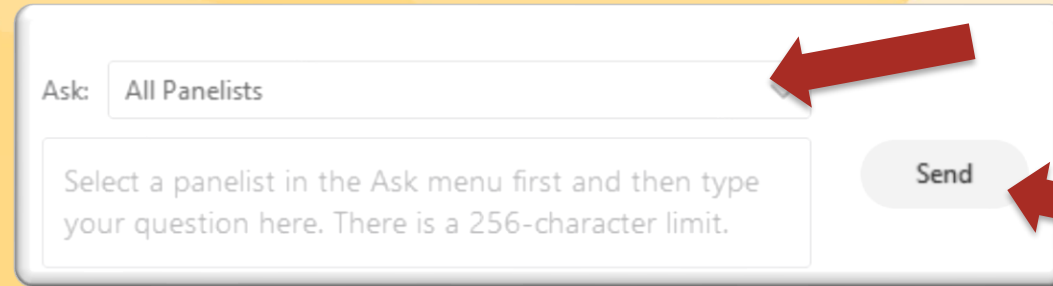 Ask: All Panelists
Select a panelist in the Ask menu first and then type
your question here. There is a 256-character limit.
Send